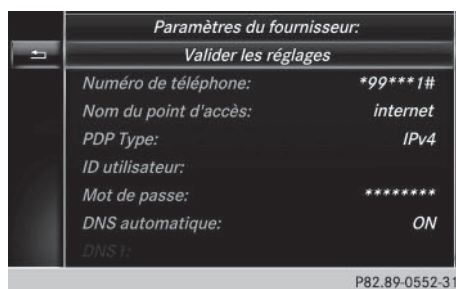 Paramètres du fournisseur:
Valider les réglages
Numéro de téléphone: *99***1#
Nom du point d'accès: internet
PDP Type: IPv4
ID utilisateur:
Mot de passe: ********
DNS automatique: ON
DNS 1:
P82.89-0552-31